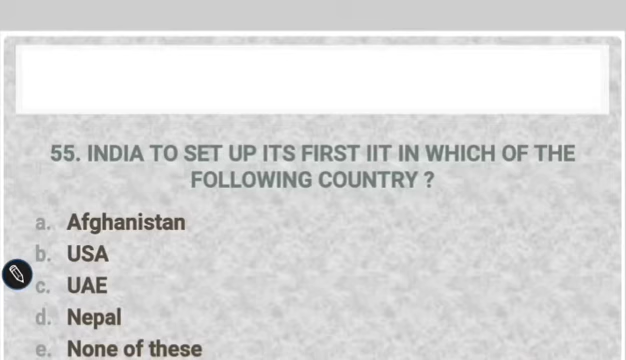 55. INDIA TO SET UP ITS FIRST IIT IN WHICH OF THE
FOLLOWING COUNTRY ?
a. Afghanistan
b. USA
c. UAE
d. Nepal
e. None of these